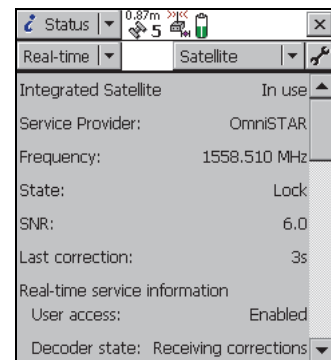 Status
0.87m
5
Real-time
Satellite
Integrated Satellite In use
Service Provider: OmniSTAR
Frequency: 1558.510 MHz
State: Lock
SNR: 6.0
Last correction: 3s
Real-time service information
User access: Enabled
Decoder state: Receiving corrections